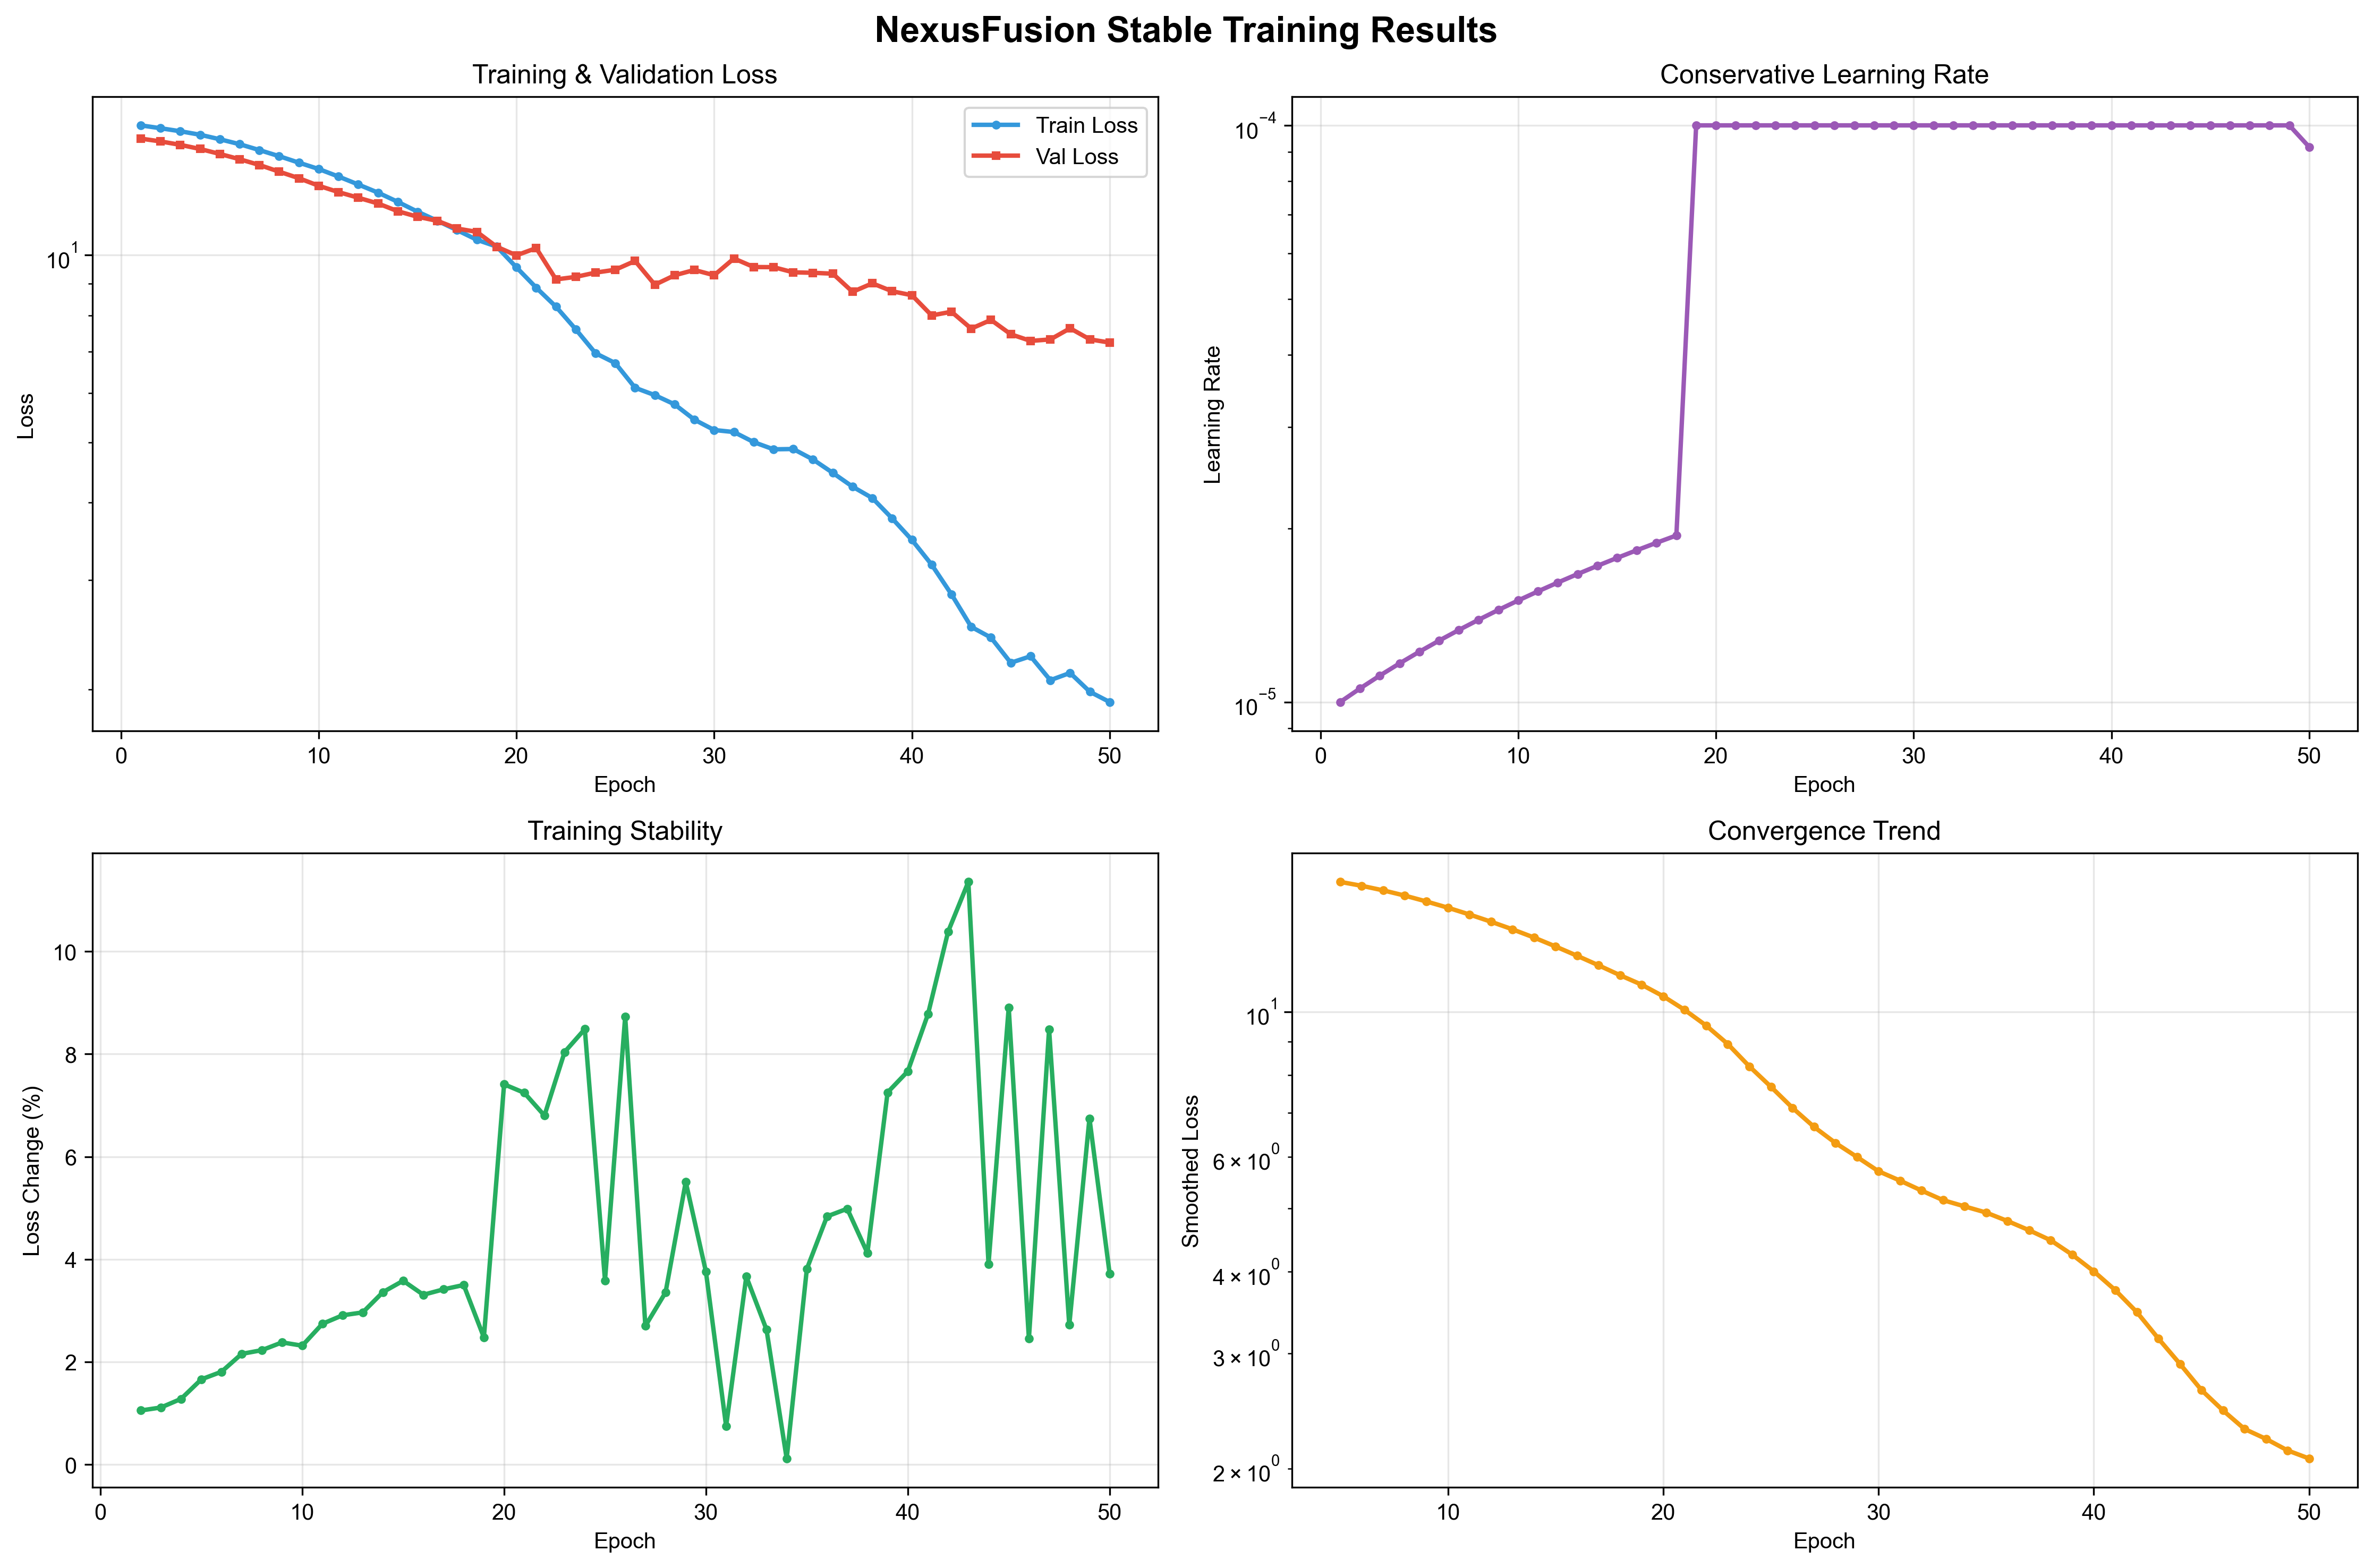 NexusFusion Stable Training Results
Training & Validation Loss
Train Loss
Val Loss
10^1
Loss
0 10 20 30 40 50
Epoch
Conservative Learning Rate
10^-4
10^-5
Learning Rate
0 10 20 30 40 50
Epoch
Training Stability
10
8
6
4
2
0
Loss Change (%)
0 10 20 30 40 50
Epoch
Convergence Trend
10^1
6 × 10^0
4 × 10^0
3 × 10^0
2 × 10^0
Smoothed Loss
10 20 30 40 50
Epoch